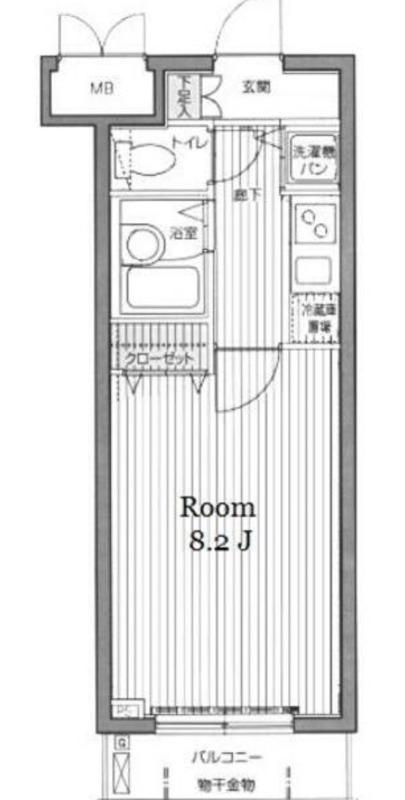 MB
下足入
玄関
トイレ
洗濯機
パン
廊下
浴室
冷蔵庫
置場
クローゼット
Room
8.2 J
PS
G
バルコニー
物干金物